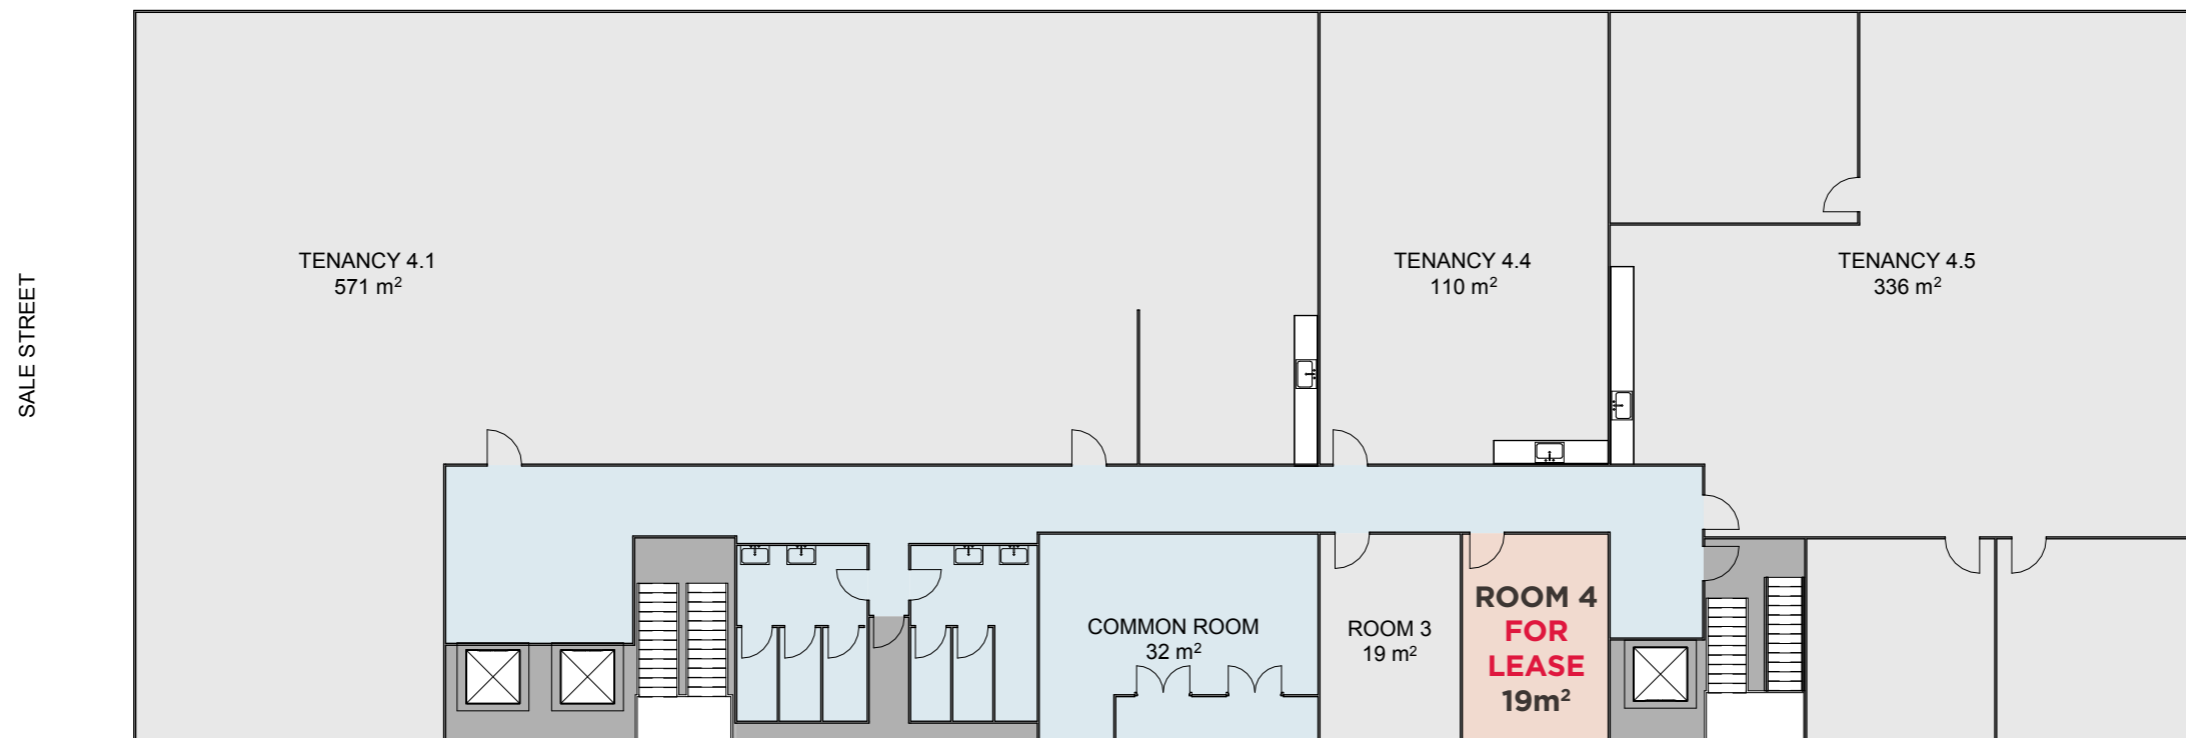 SALE STREET
TENANCY 4.1
571 m²
TENANCY 4.4
110 m²
TENANCY 4.5
336 m²
COMMON ROOM
32 m²
ROOM 3
19 m²
ROOM 4
FOR
LEASE
19m²